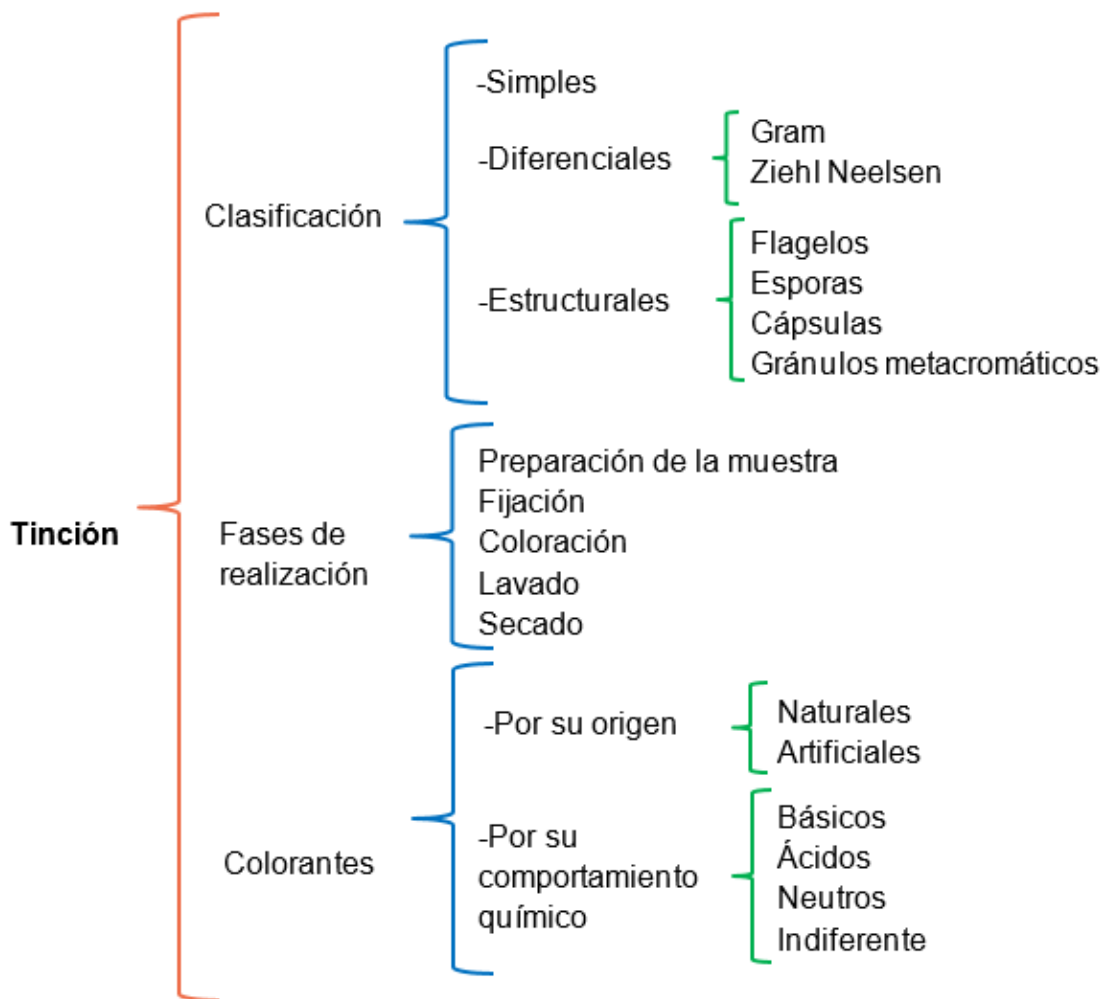 Tinción
Clasificación
-Simples
-Diferenciales
Gram
Ziehl Neelsen
-Estructurales
Flagelos
Esporas
Cápsulas
Gránulos metacromáticos
Fases de
realización
Preparación de la muestra
Fijación
Coloración
Lavado
Secado
Colorantes
-Por su origen
Naturales
Artificiales
-Por su
comportamiento
químico
Básicos
Ácidos
Neutros
Indiferente